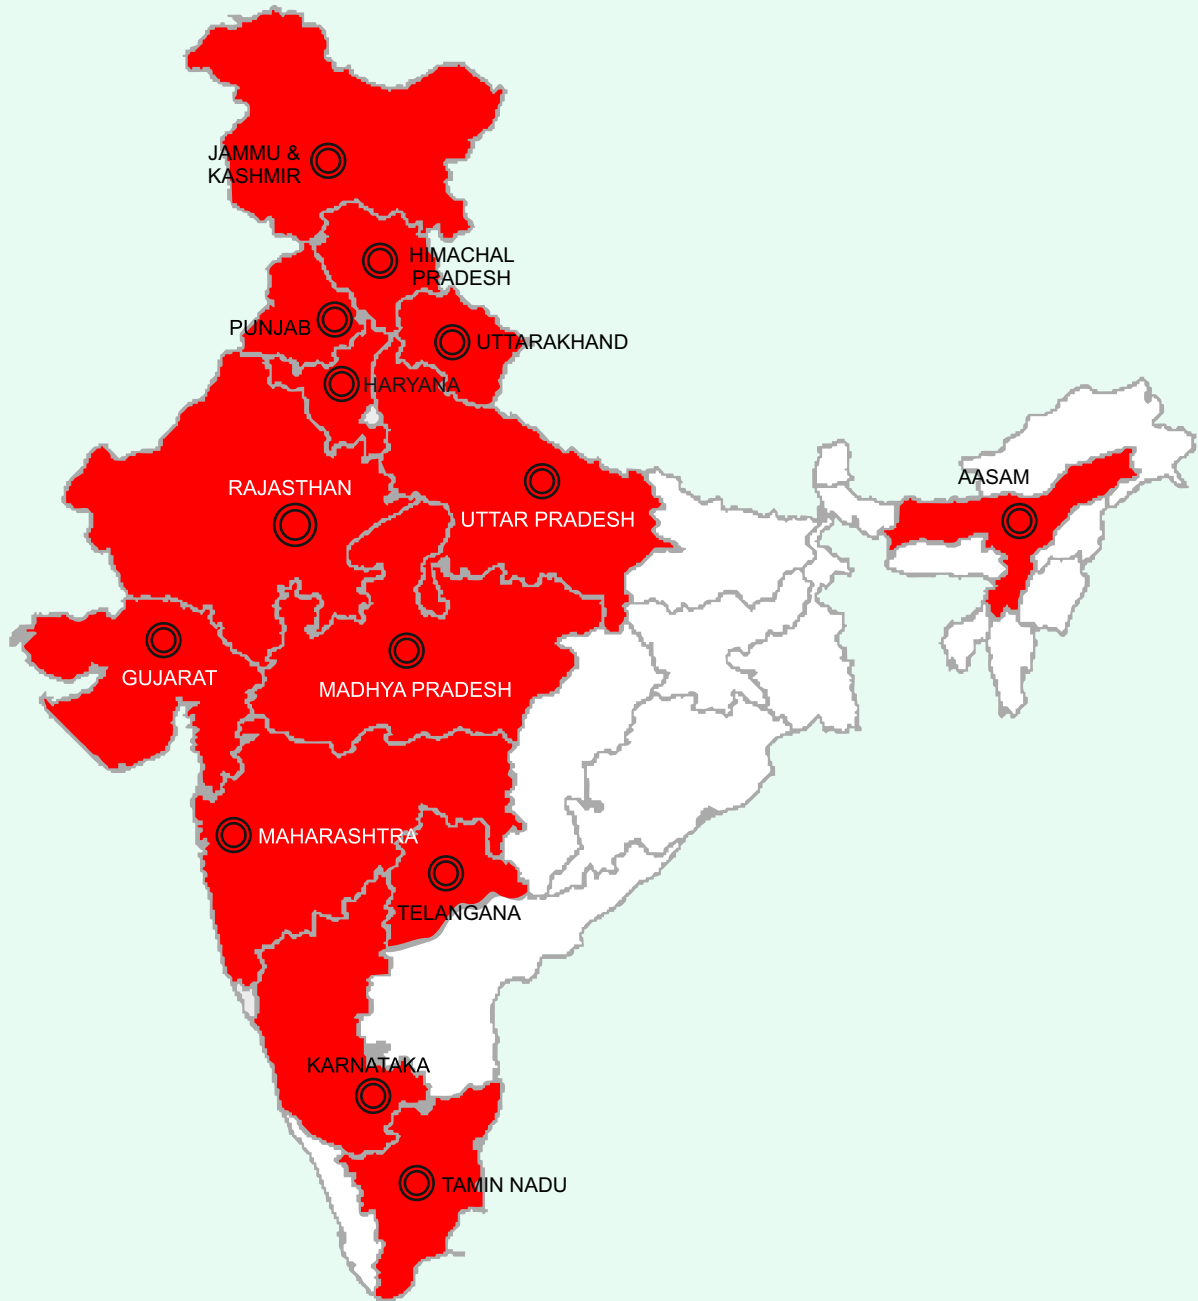 JAMMU &
KASHMIR
HIMACHAL
PRADESH
PUNJAB
UTTARAKHAND
HARYANA
RAJASTHAN
UTTAR PRADESH
AASAM
GUJARAT
MADHYA PRADESH
MAHARASHTRA
TELANGANA
KARNATAKA
TAMIN NADU